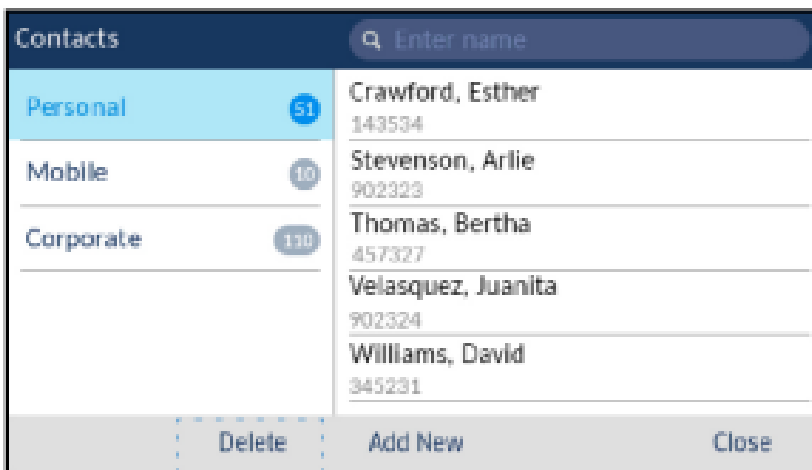 Contacts
Enter name
Personal 51
Mobile 10
Corporate 110
Crawford, Esther
143534
Stevenson, Arlie
902323
Thomas, Bertha
457327
Velasquez, Juanita
902324
Williams, David
345231
Delete Add New Close